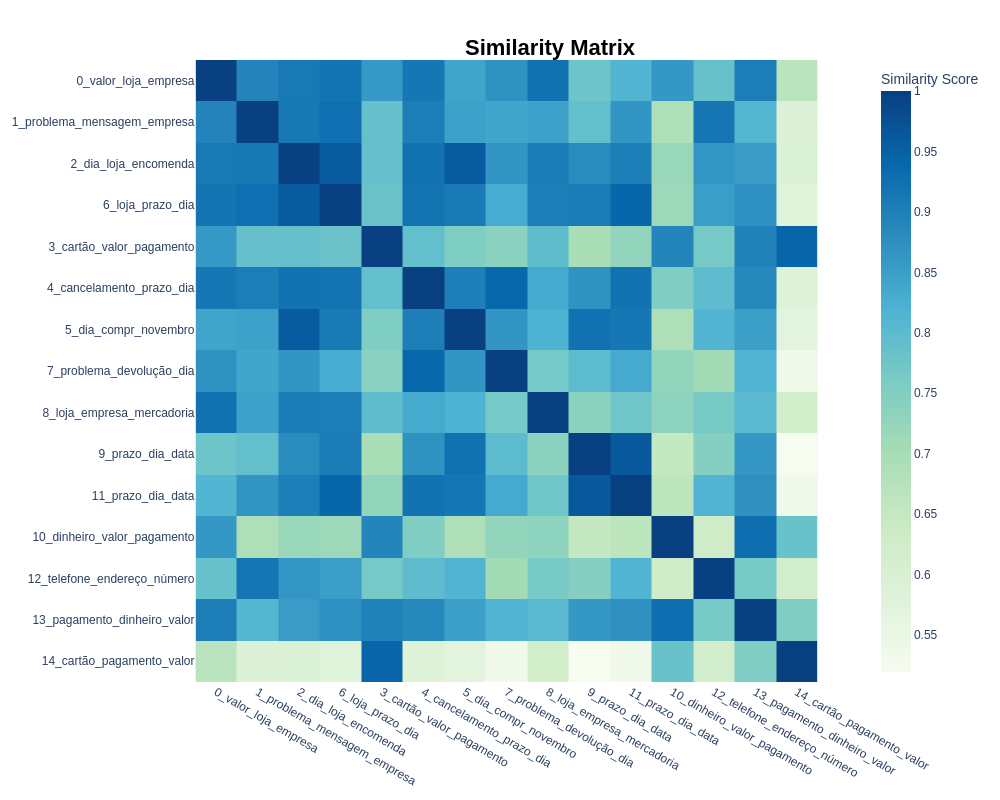 Similarity Matrix
Similarity Score
0_valor_loja_empresa
1_problema_mensagem_empresa
2_dia_loja_encomenda
6_loja_prazo_dia
3_cartão_valor_pagamento
4_cancelamento_prazo_dia
5_dia_compr_novembro
7_problema_devolução_dia
8_loja_empresa_mercadoria
9_prazo_dia_data
11_prazo_dia_data
10_dinheiro_valor_pagamento
12_telefone_endereço_número
13_pagamento_dinheiro_valor
14_cartão_pagamento_valor
1
0.95
0.9
0.85
0.8
0.75
0.7
0.65
0.6
0.55
0_valor_loja_empresa
1_problema_mensagem_empresa
2_dia_loja_encomenda
6_loja_prazo_dia
3_cartão_valor_pagamento
4_cancelamento_prazo_dia
5_dia_compr_novembro
7_problema_devolução_dia
8_loja_empresa_mercadoria
9_prazo_dia_data
11_prazo_dia_data
10_dinheiro_valor_pagamento
12_telefone_endereço_número
13_pagamento_dinheiro_valor
14_cartão_pagamento_valor